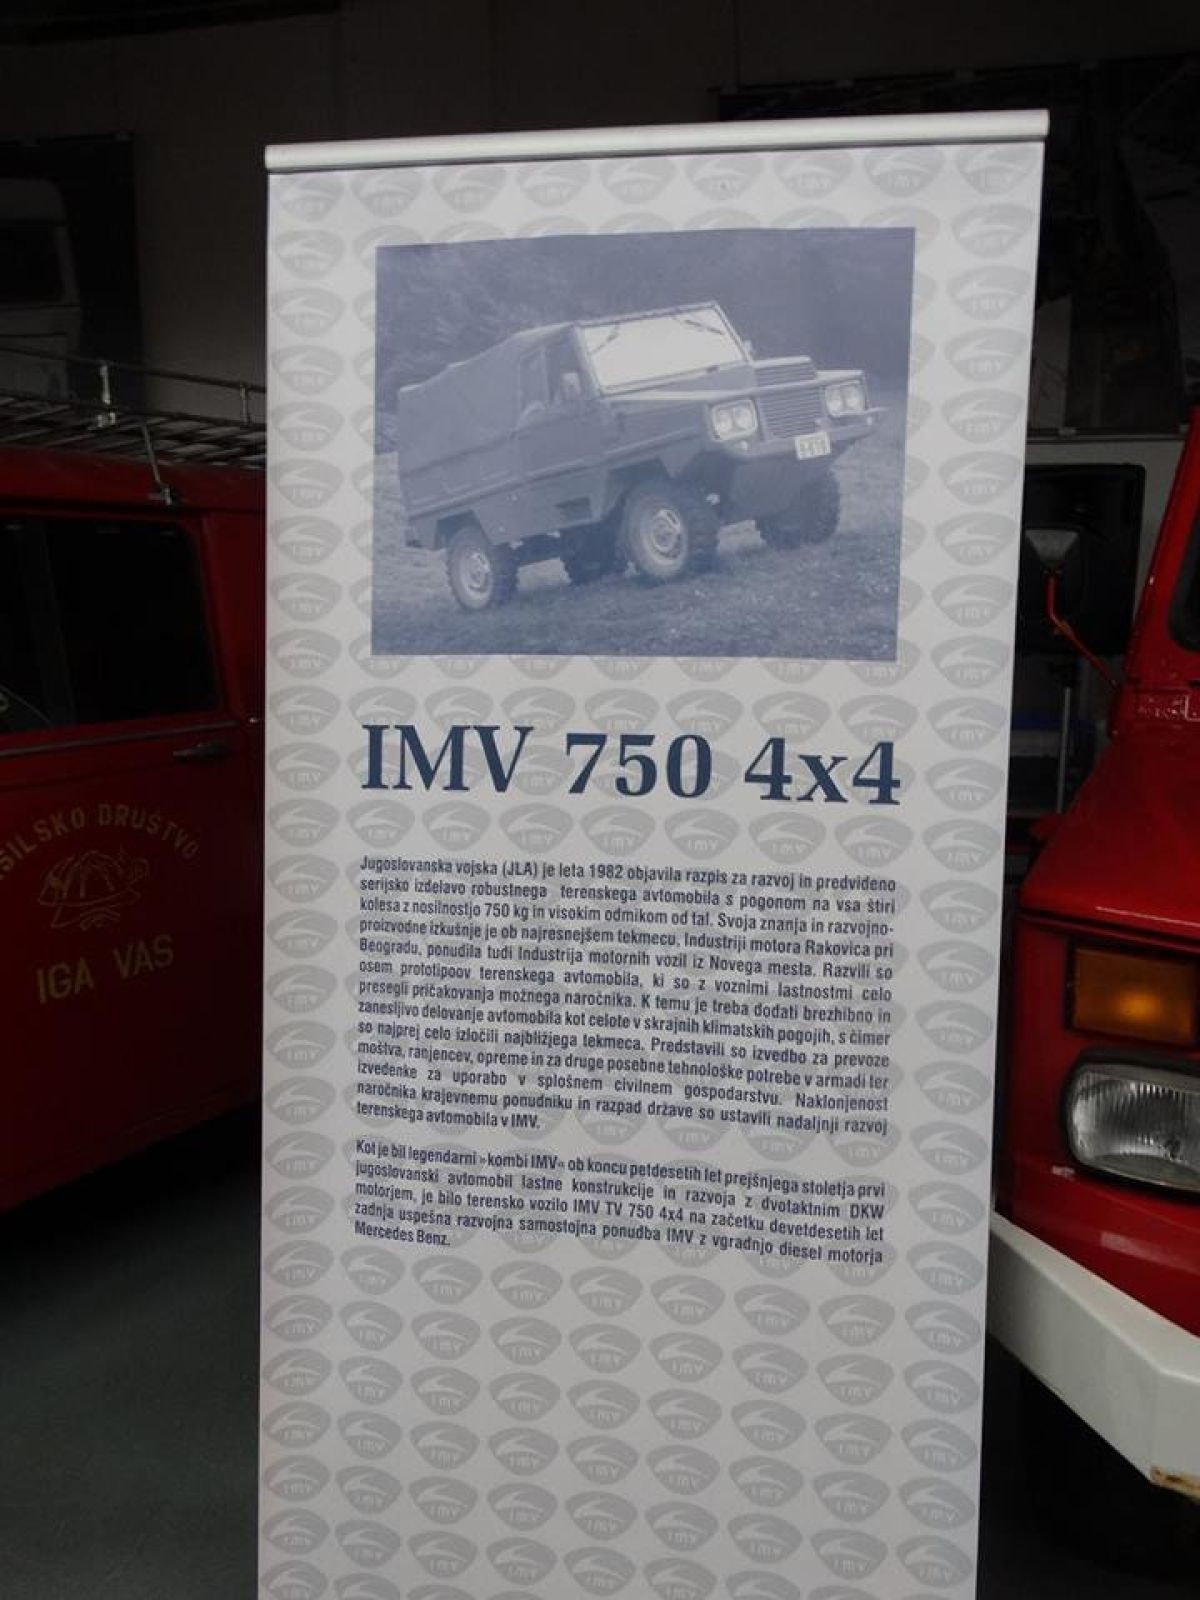 IMV 750 4x4
Jugoslovanska vojska (JLA) je leta 1982 objavila razpis za razvoj in predvideno
serijsko izdelavo robustnega terenskega avtomobila s pogonom na vsa štiri
kolesa z nosilnostjo 750 kg in visokim odmikom od tal. Svoja znanja in razvojno-
proizvodne izkušnje je ob najresnejšem tekmecu, Industriji motora Rakovica pri
Beogradu, ponudila tudi Industrija motornih vozil iz Novega mesta. Razvili so
osem prototipoov terenskega avtomobila, ki so z voznimi lastnostmi celo
presegli pričakovanja možnega naročnika. K temu je treba dodati brezhibno in
zanesljivo delovanje avtomobila kot celote v skrajnih klimatskih pogojih, s čimer
so najprej celo izločili najbližjega tekmeca. Predstavili so izvedbo za prevoze
moštva, ranjencev, opreme in za druge posebne tehnološke potrebe v armadi ter
izvedenke za uporabo v splošnem civilnem gospodarstvu. Naklonjenost
naročnika krajevnemu ponudniku in razpad države so ustavili nadaljnji razvoj
terenskega avtomobila v IMV.
Kot je bil legendarni »kombi IMV« ob koncu petdesetih let prejšnjega stoletja prvi
jugoslovanski avtomobil lastne konstrukcije in razvoja z dvotaktnim DKW
motorjem, je bilo terensko vozilo IMV TV 750 4x4 na začetku devetdesetih let
zadnja uspešna razvojna samostojna ponudba IMV z vgradnjo diesel motorja
Mercedes Benz.
SILSKO DRUŠTVO
IGA VAS